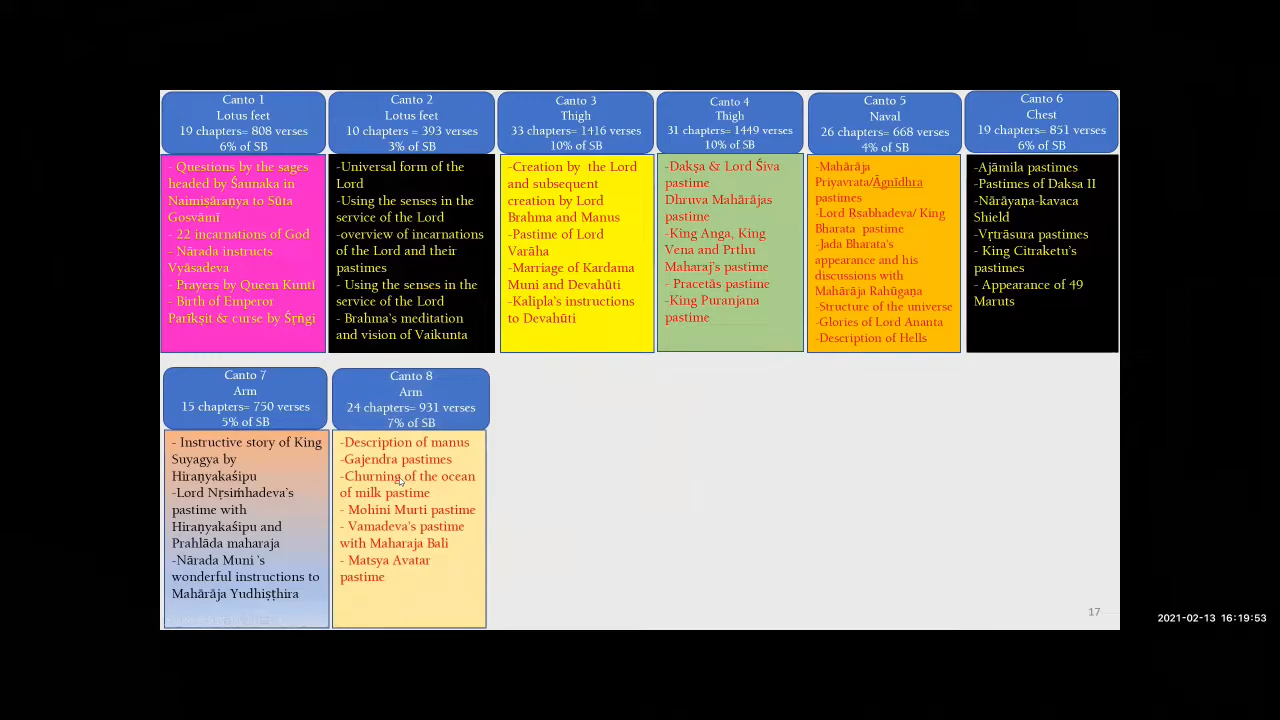 Canto 1
Lotus feet
19 chapters= 808 verses
6% of SB
- Questions by the sages
headed by Śaunaka in
Naimiṣāraṇya to Sūta
Gosvāmī
- 22 incarnations of God
- Nārada instructs
Vyāsadeva
- Prayers by Queen Kuntī
- Birth of Emperor
Parīkṣit & curse by Śṛṅgi
Canto 2
Lotus feet
10 chapters = 393 verses
3% of SB
-Universal form of the
Lord
-Using the senses in the
service of the Lord
-overview of incarnations
of the Lord and their
pastimes
- Using the senses in the
service of the Lord
- Brahma's meditation
and vision of Vaikunta
Canto 3
Thigh
33 chapters= 1416 verses
10% of SB
-Creation by the Lord
and subsequent
creation by Lord
Brahma and Manus
-Pastime of Lord
Varāha
-Marriage of Kardama
Muni and Devahūti
-Kalipla's instructions
to Devahūti
Canto 4
Thigh
31 chapters= 1449 verses
10% of SB
-Dakṣa & Lord Śiva
pastime
Dhruva Mahārājas
pastime
-King Anga, King
Vena and Prthu
Maharaj's pastime
- Pracetās pastime
-King Puranjana
pastime
Canto 5
Naval
26 chapters= 668 verses
4% of SB
-Mahārāja
Priyavrata/Āgnīdhra
pastimes
-Lord Ṛṣabhadeva/ King
Bharata pastime
-Jada Bharata's
appearance and his
discussions with
Mahārāja Rahūgaṇa
-Structure of the universe
-Glories of Lord Ananta
-Description of Hells
Canto 6
Chest
19 chapters= 851 verses
6% of SB
-Ajāmila pastimes
-Pastimes of Daksa II
-Nārāyaṇa-kavaca
Shield
-Vṛtrāsura pastimes
- King Citraketu's
pastimes
- Appearance of 49
Maruts
Canto 7
Arm
15 chapters= 750 verses
5% of SB
- Instructive story of King
Suyagya by
Hiraṇyakaśipu
-Lord Nṛsiṁhadeva's
pastime with
Hiraṇyakaśipu and
Prahlāda maharaja
-Nārada Muni 's
wonderful instructions to
Mahārāja Yudhiṣṭhira
Canto 8
Arm
24 chapters= 931 verses
7% of SB
-Description of manus
-Gajendra pastimes
-Churning of the ocean
of milk pastime
- Mohini Murti pastime
- Vamadeva's pastime
with Maharaja Bali
- Matsya Avatar
pastime
17
2021-02-13 16:19:53